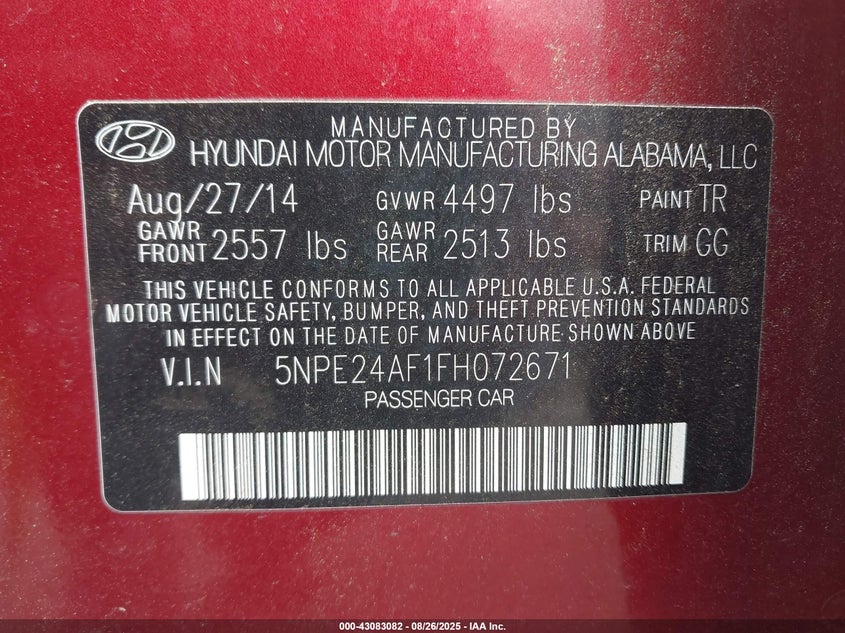 MANUFACTURED BY
HYUNDAI MOTOR MANUFACTURING ALABAMA, LLC
Aug/27/14 GVWR 4497 lbs PAINT TR
GAWR FRONT 2557 lbs GAWR REAR 2513 lbs TRIM GG
THIS VEHICLE CONFORMS TO ALL APPLICABLE U.S.A. FEDERAL
MOTOR VEHICLE SAFETY, BUMPER, AND THEFT PREVENTION STANDARDS
IN EFFECT ON THE DATE OF MANUFACTURE SHOWN ABOVE
V.I.N 5NPE24AF1FH072671
PASSENGER CAR
000-43083082 - 08/26/2025 - IAA Inc.